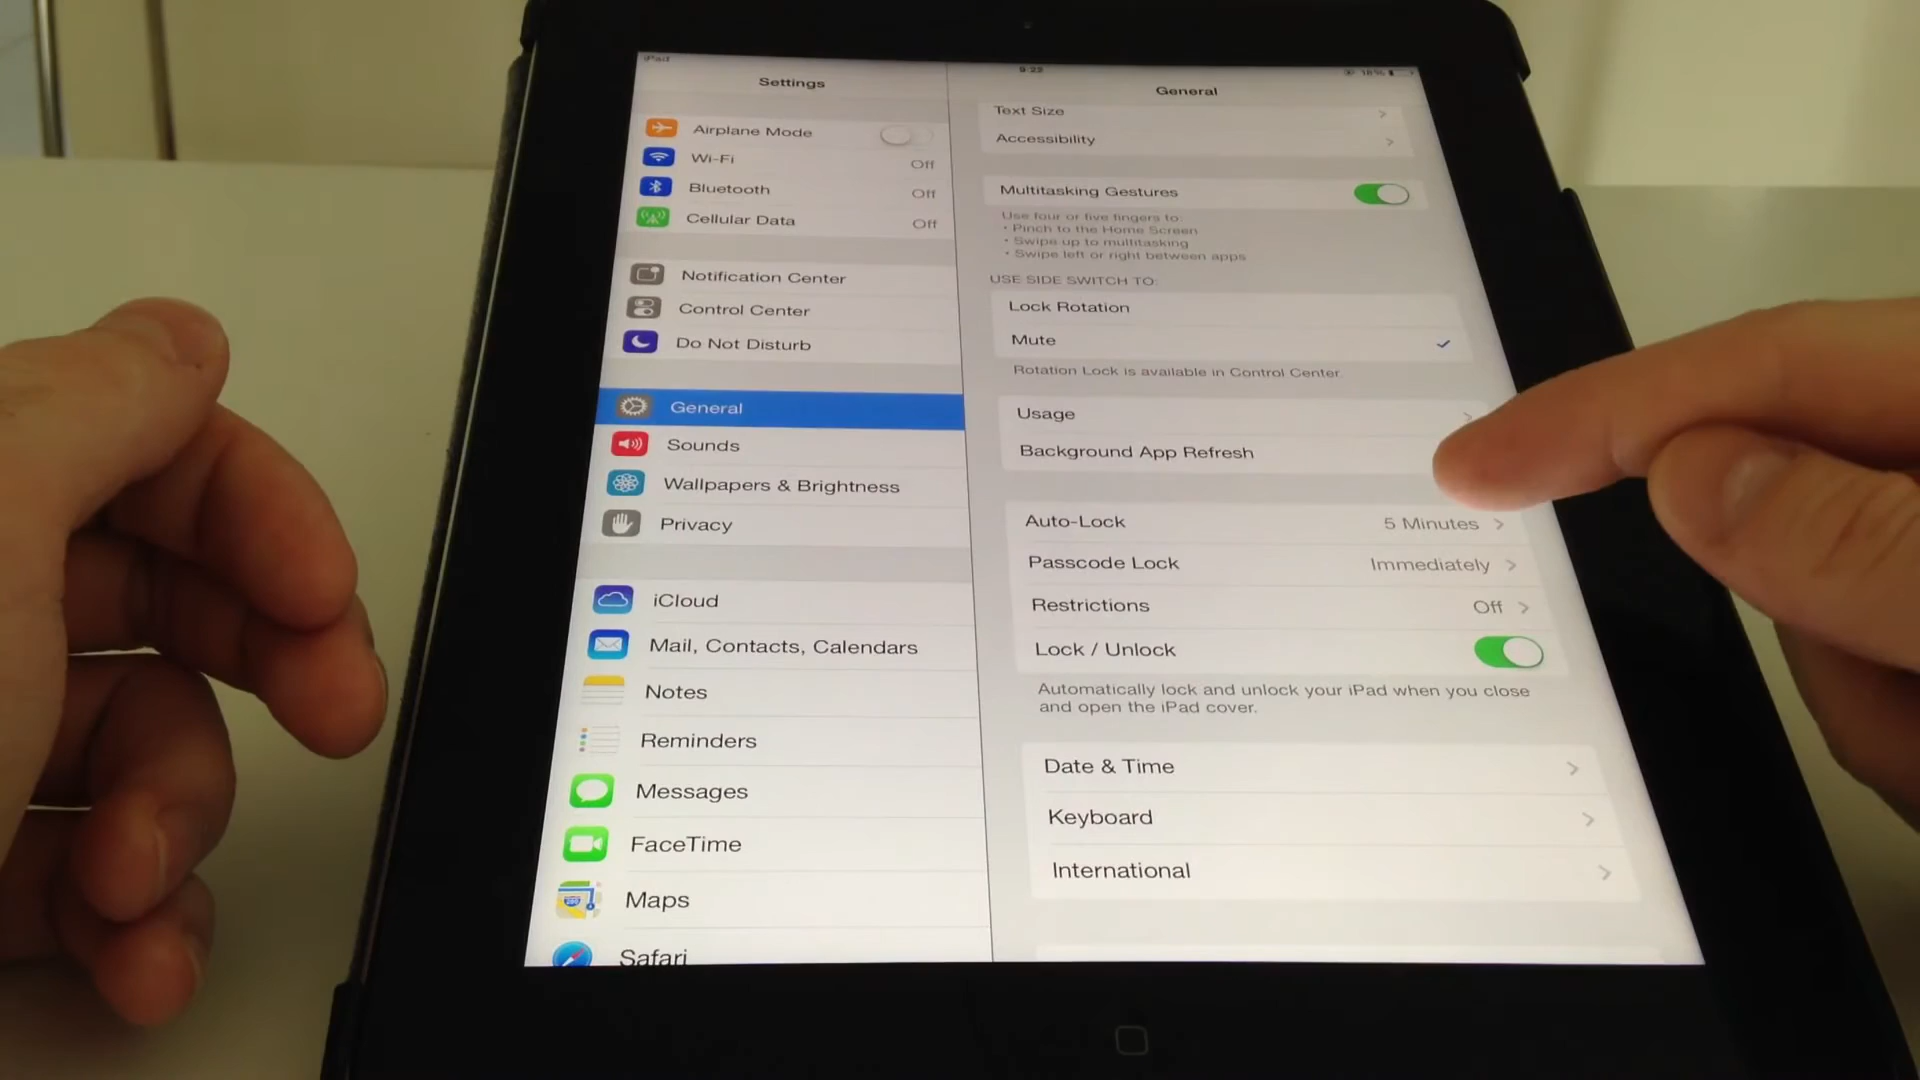 iPad
9:22
18%
Settings
General
Airplane Mode
Wi-Fi
Off
Bluetooth
Off
Cellular Data
Off
Notification Center
Control Center
Do Not Disturb
General
Sounds
Wallpapers & Brightness
Privacy
iCloud
Mail, Contacts, Calendars
Notes
Reminders
Messages
FaceTime
Maps
Safari
Text Size
Accessibility
Multitasking Gestures
Use four or five fingers to:
• Pinch to the Home Screen
• Swipe up to multitasking
• Swipe left or right between apps
USE SIDE SWITCH TO:
Lock Rotation
Mute
Rotation Lock is available in Control Center.
Usage
Background App Refresh
Auto-Lock
5 Minutes
Passcode Lock
Immediately
Restrictions
Off
Lock / Unlock
Automatically lock and unlock your iPad when you close
and open the iPad cover.
Date & Time
Keyboard
International